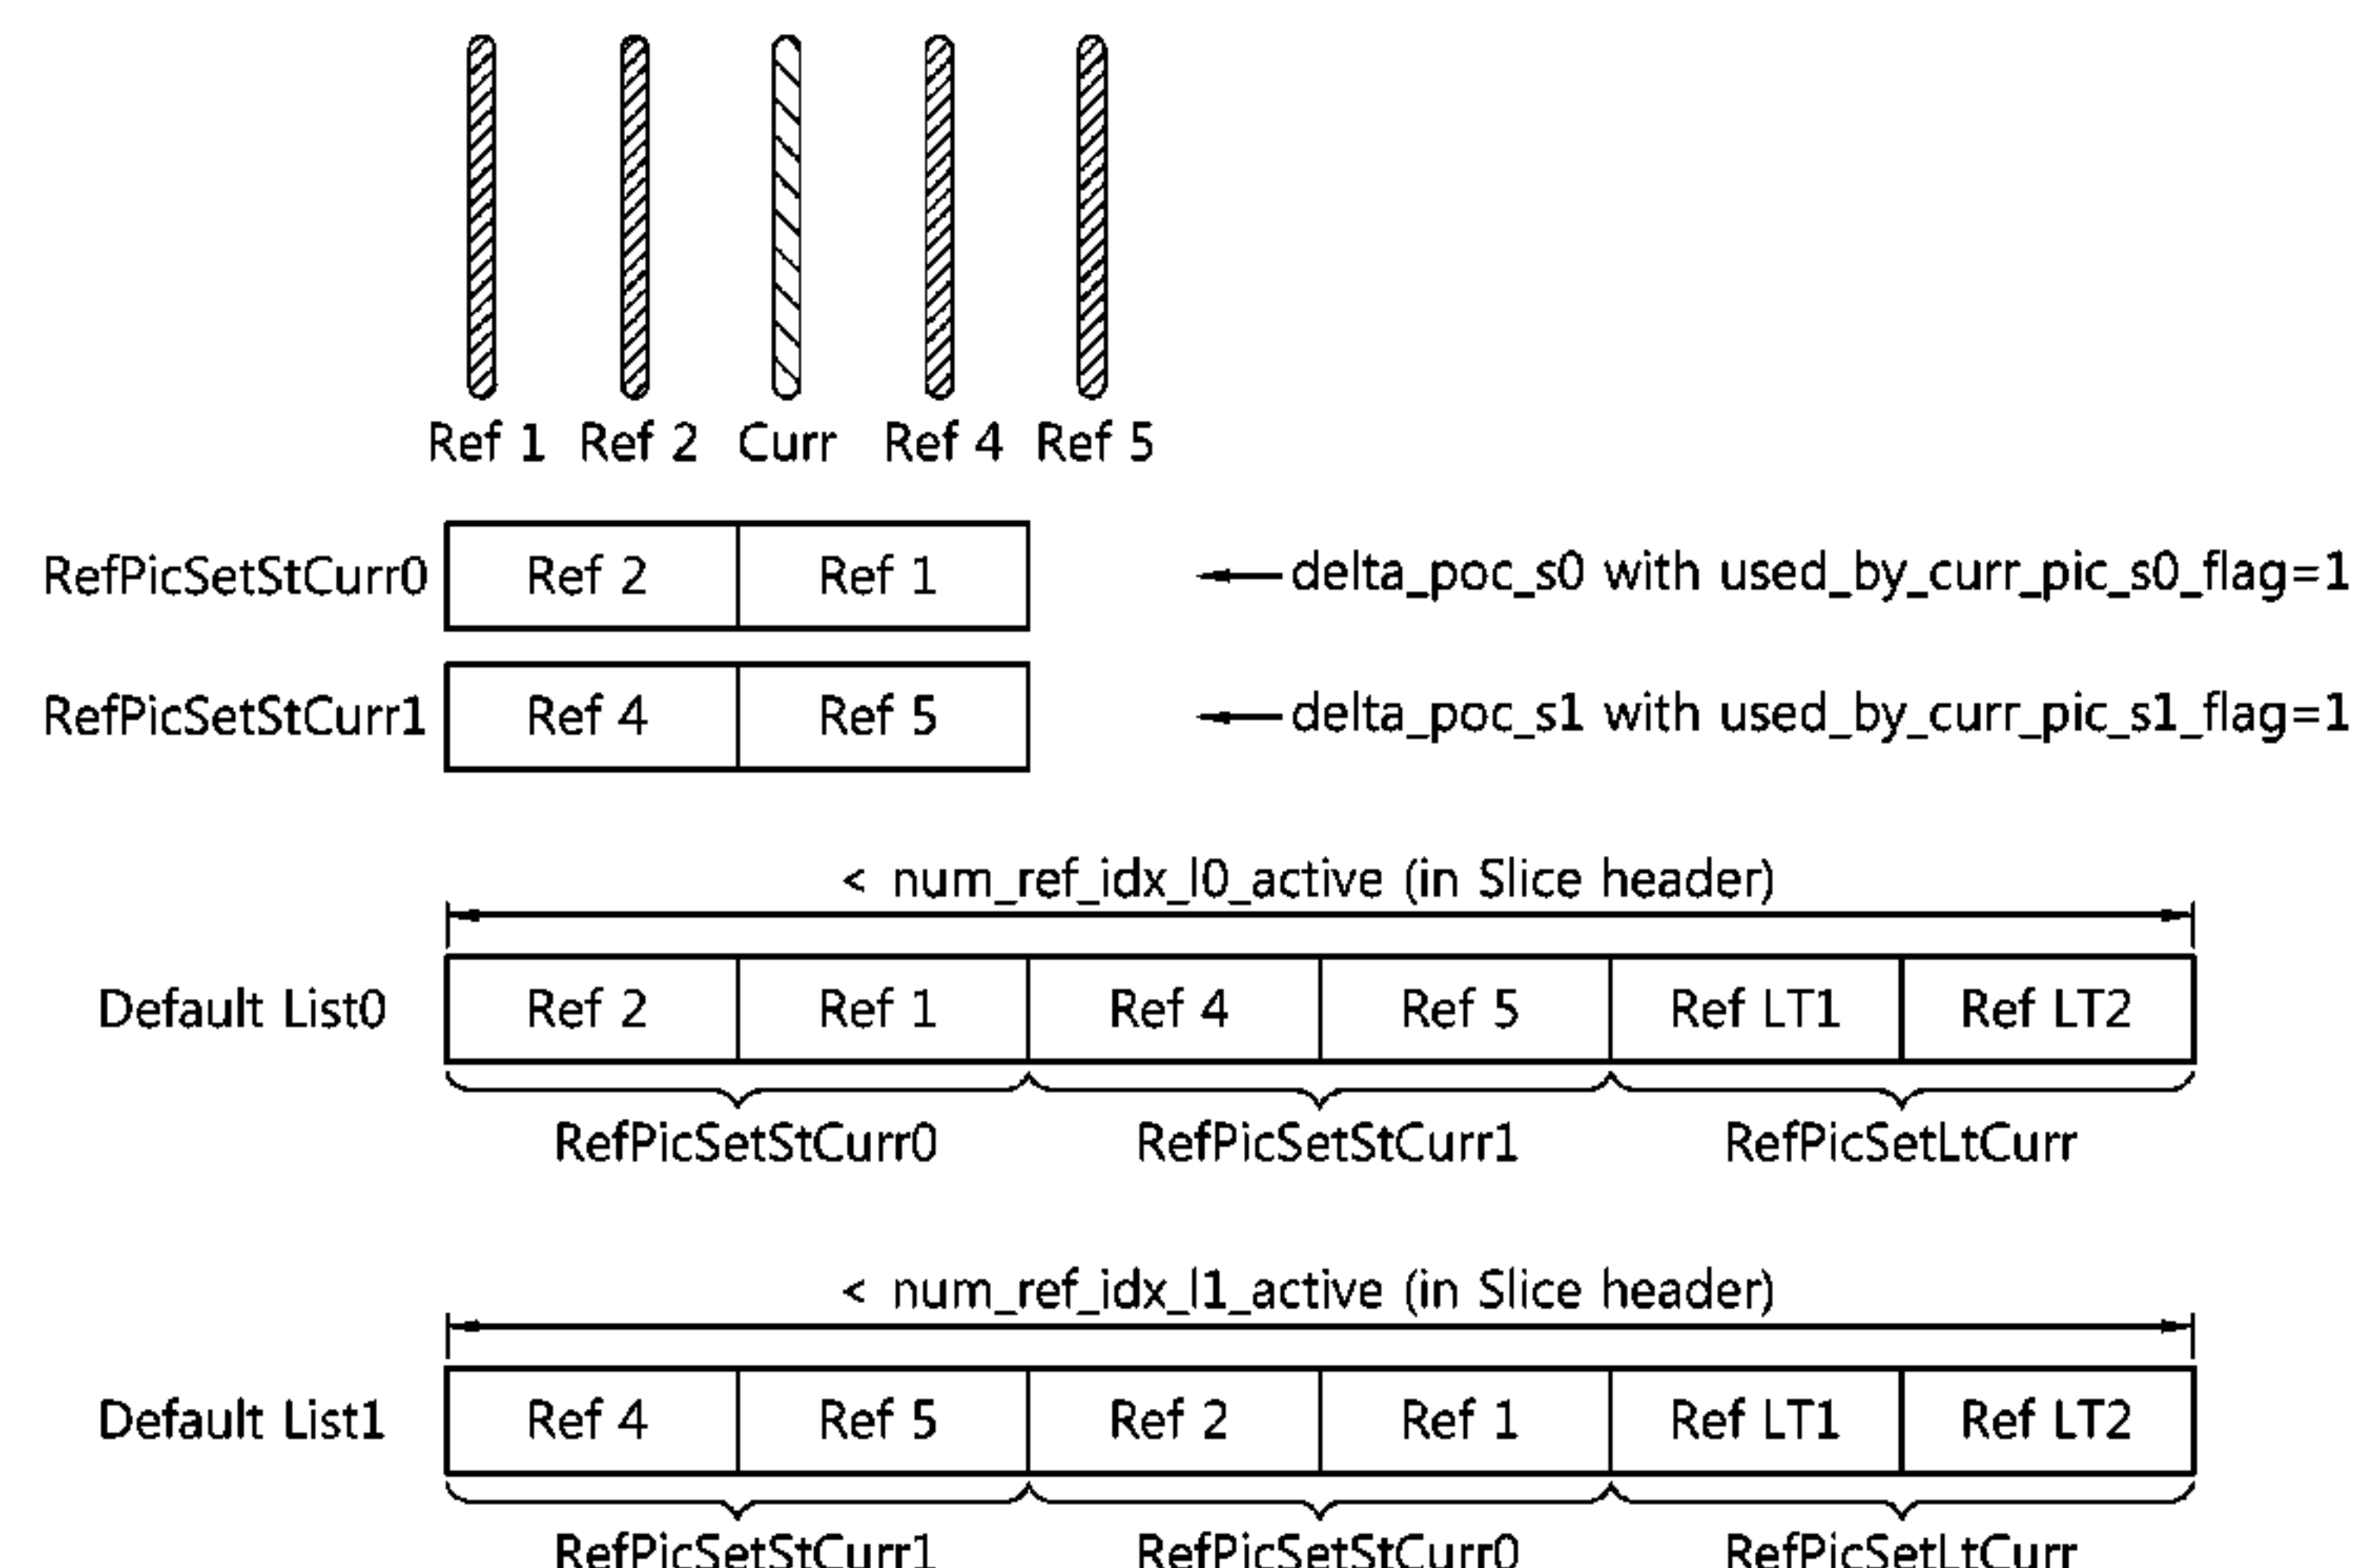 Ref 1 Ref 2 Curr Ref 4 Ref 5
RefPicSetStCurr0 Ref 2 Ref 1 delta_poc_s0 with used_by_curr_pic_s0_flag=1
RefPicSetStCurr1 Ref 4 Ref 5 delta_poc_s1 with used_by_curr_pic_s1_flag=1
< num_ref_idx_l0_active (in Slice header)
Default List0 Ref 2 Ref 1 Ref 4 Ref 5 Ref LT1 Ref LT2
RefPicSetStCurr0 RefPicSetStCurr1 RefPicSetLtCurr
< num_ref_idx_l1_active (in Slice header)
Default List1 Ref 4 Ref 5 Ref 2 Ref 1 Ref LT1 Ref LT2
RefPicSetStCurr1 RefPicSetStCurr0 RefPicSetLtCurr